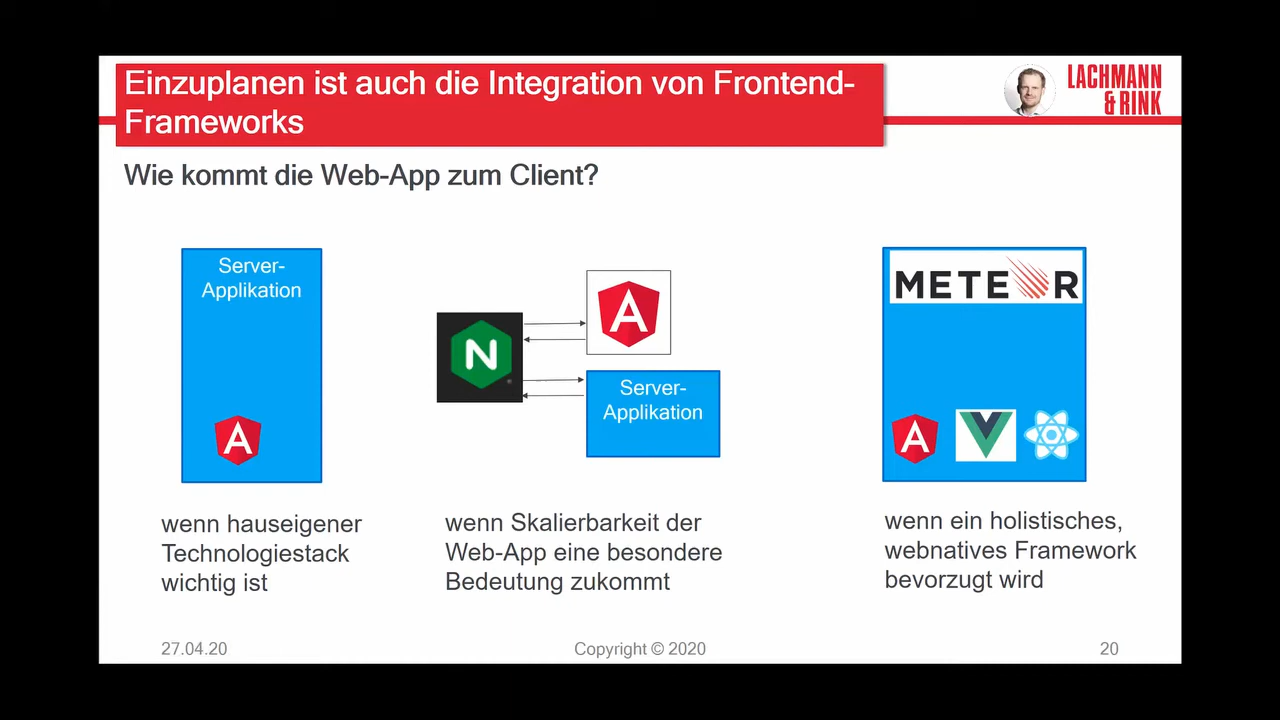 Einzuplanen ist auch die Integration von Frontend-
Frameworks
LACHMANN
& RINK
Wie kommt die Web-App zum Client?
Server-
Applikation
A
wenn hauseigener
Technologiestack
wichtig ist
N
A
Server-
Applikation
wenn Skalierbarkeit der
Web-App eine besondere
Bedeutung zukommt
METEOR
A
wenn ein holistisches,
webnatives Framework
bevorzugt wird
27.04.20
Copyright © 2020
20